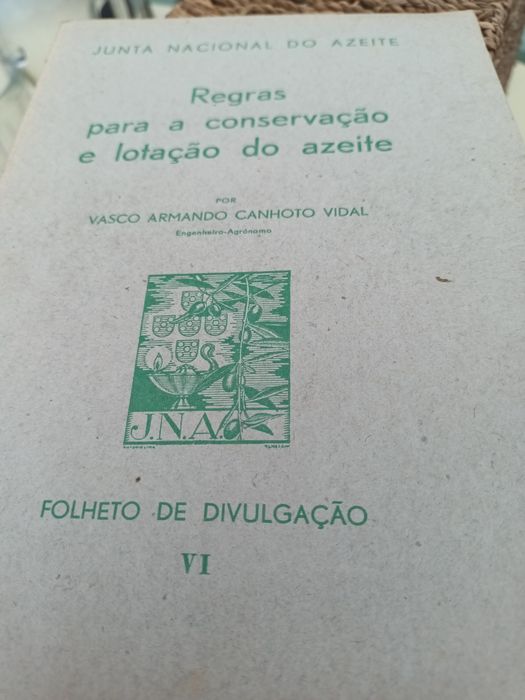 JUNTA NACIONAL DO AZEITE
Regras
para a conservação
e lotação do azeite
POR
VASCO ARMANDO CANHOTO VIDAL
Engenheiro-Agrónomo
J.N.A.
FOLHETO DE DIVULGAÇÃO
VI